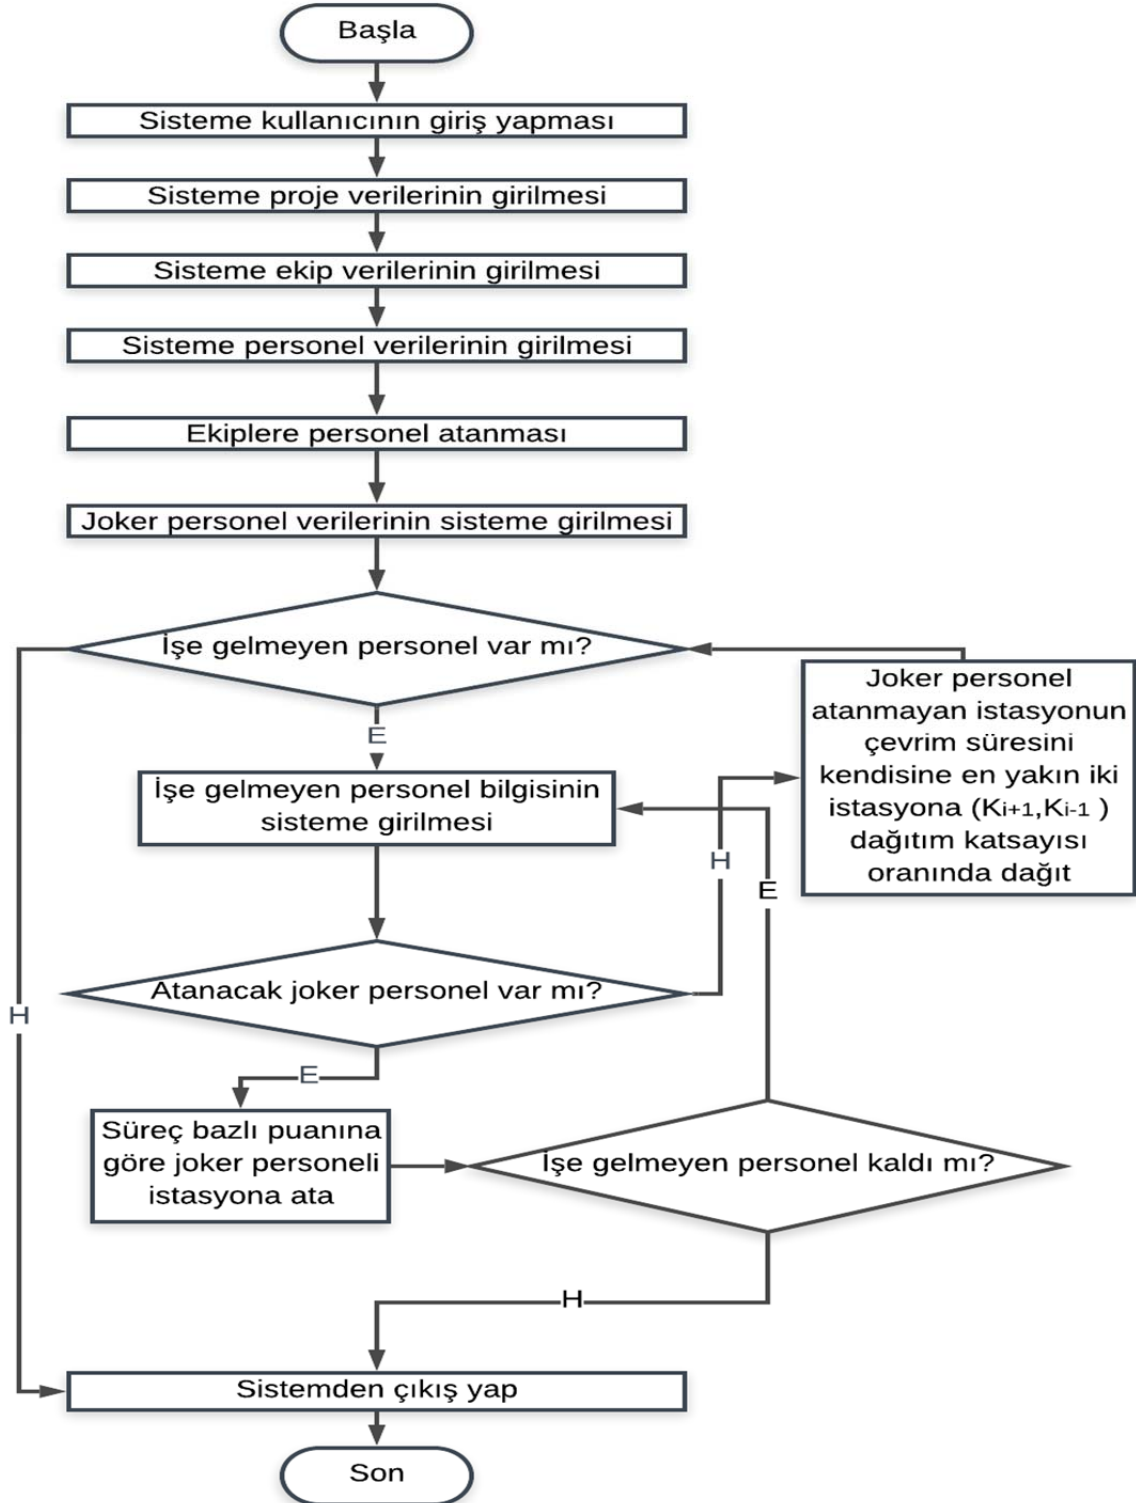 Başla
Sisteme kullanıcının giriş yapması
Sisteme proje verilerinin girilmesi
Sisteme ekip verilerinin girilmesi
Sisteme personel verilerinin girilmesi
Ekiplere personel atanması
Joker personel verilerinin sisteme girilmesi
İşe gelmeyen personel var mı?
E
H
Joker personel
atanmayan istasyonun
çevrim süresini
kendisine en yakın iki
istasyona (Ki+1,Ki-1 )
dağıtım katsayısı
oranında dağıt
İşe gelmeyen personel bilgisinin
sisteme girilmesi
Atanacak joker personel var mı?
H
E
Süreç bazlı puanına
göre joker personeli
istasyona ata
İşe gelmeyen personel kaldı mı?
E
H
Sistemden çıkış yap
Son